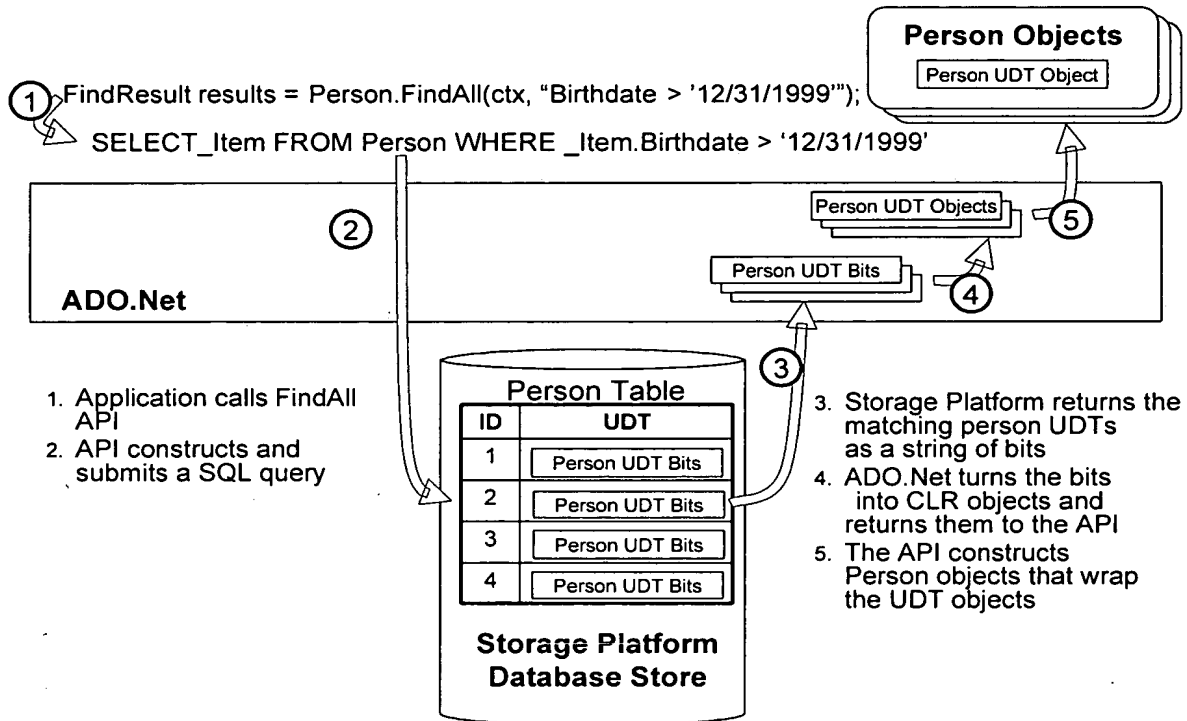 Person Objects
Person UDT Object
1 FindResult results = Person.FindAll(ctx, “Birthdate > '12/31/1999'”);
SELECT_Item FROM Person WHERE _Item.Birthdate > '12/31/1999'
2
Person UDT Objects
5
Person UDT Bits
4
ADO.Net
3
1. Application calls FindAll
API
2. API constructs and
submits a SQL query
Person Table
ID UDT
1 Person UDT Bits
2 Person UDT Bits
3 Person UDT Bits
4 Person UDT Bits
Storage Platform
Database Store
3. Storage Platform returns the
matching person UDTs
as a string of bits
4. ADO.Net turns the bits
into CLR objects and
returns them to the API
5. The API constructs
Person objects that wrap
the UDT objects